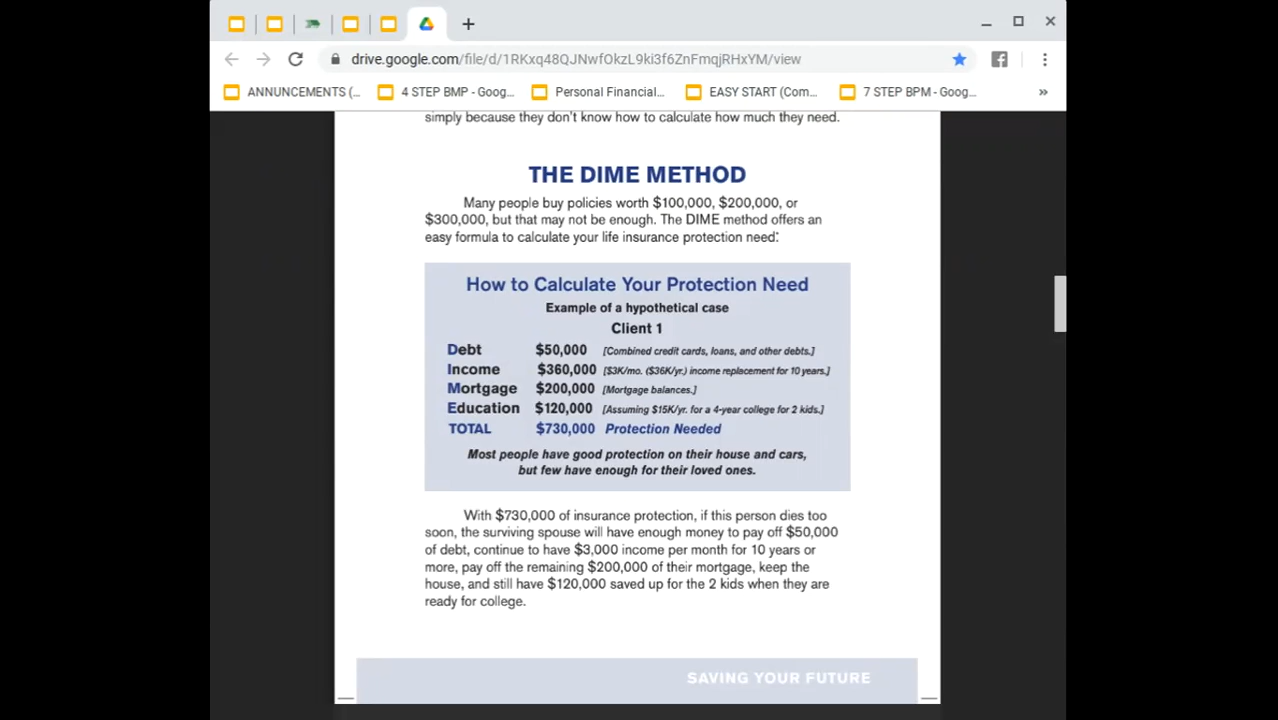 drive.google.com/file/d/1RKxq48QJNwfOkzL9ki3f6ZnFmqjRHxYM/view
ANNUNCEMENTS (... 4 STEP BMP - Goog... Personal Financial... EASY START (Com... 7 STEP BPM - Goog... »
simply because they don't know how to calculate how much they need.
THE DIME METHOD
Many people buy policies worth $100,000, $200,000, or
$300,000, but that may not be enough. The DIME method offers an
easy formula to calculate your life insurance protection need:
How to Calculate Your Protection Need
Example of a hypothetical case
Client 1
Debt $50,000 [Combined credit cards, loans, and other debts.]
Income $360,000 [$3K/mo. ($36K/yr.) income replacement for 10 years.]
Mortgage $200,000 [Mortgage balances.]
Education $120,000 [Assuming $15K/yr. for a 4-year college for 2 kids.]
TOTAL $730,000 Protection Needed
Most people have good protection on their house and cars,
but few have enough for their loved ones.
With $730,000 of insurance protection, if this person dies too
soon, the surviving spouse will have enough money to pay off $50,000
of debt, continue to have $3,000 income per month for 10 years or
more, pay off the remaining $200,000 of their mortgage, keep the
house, and still have $120,000 saved up for the 2 kids when they are
ready for college.
SAVING YOUR FUTURE